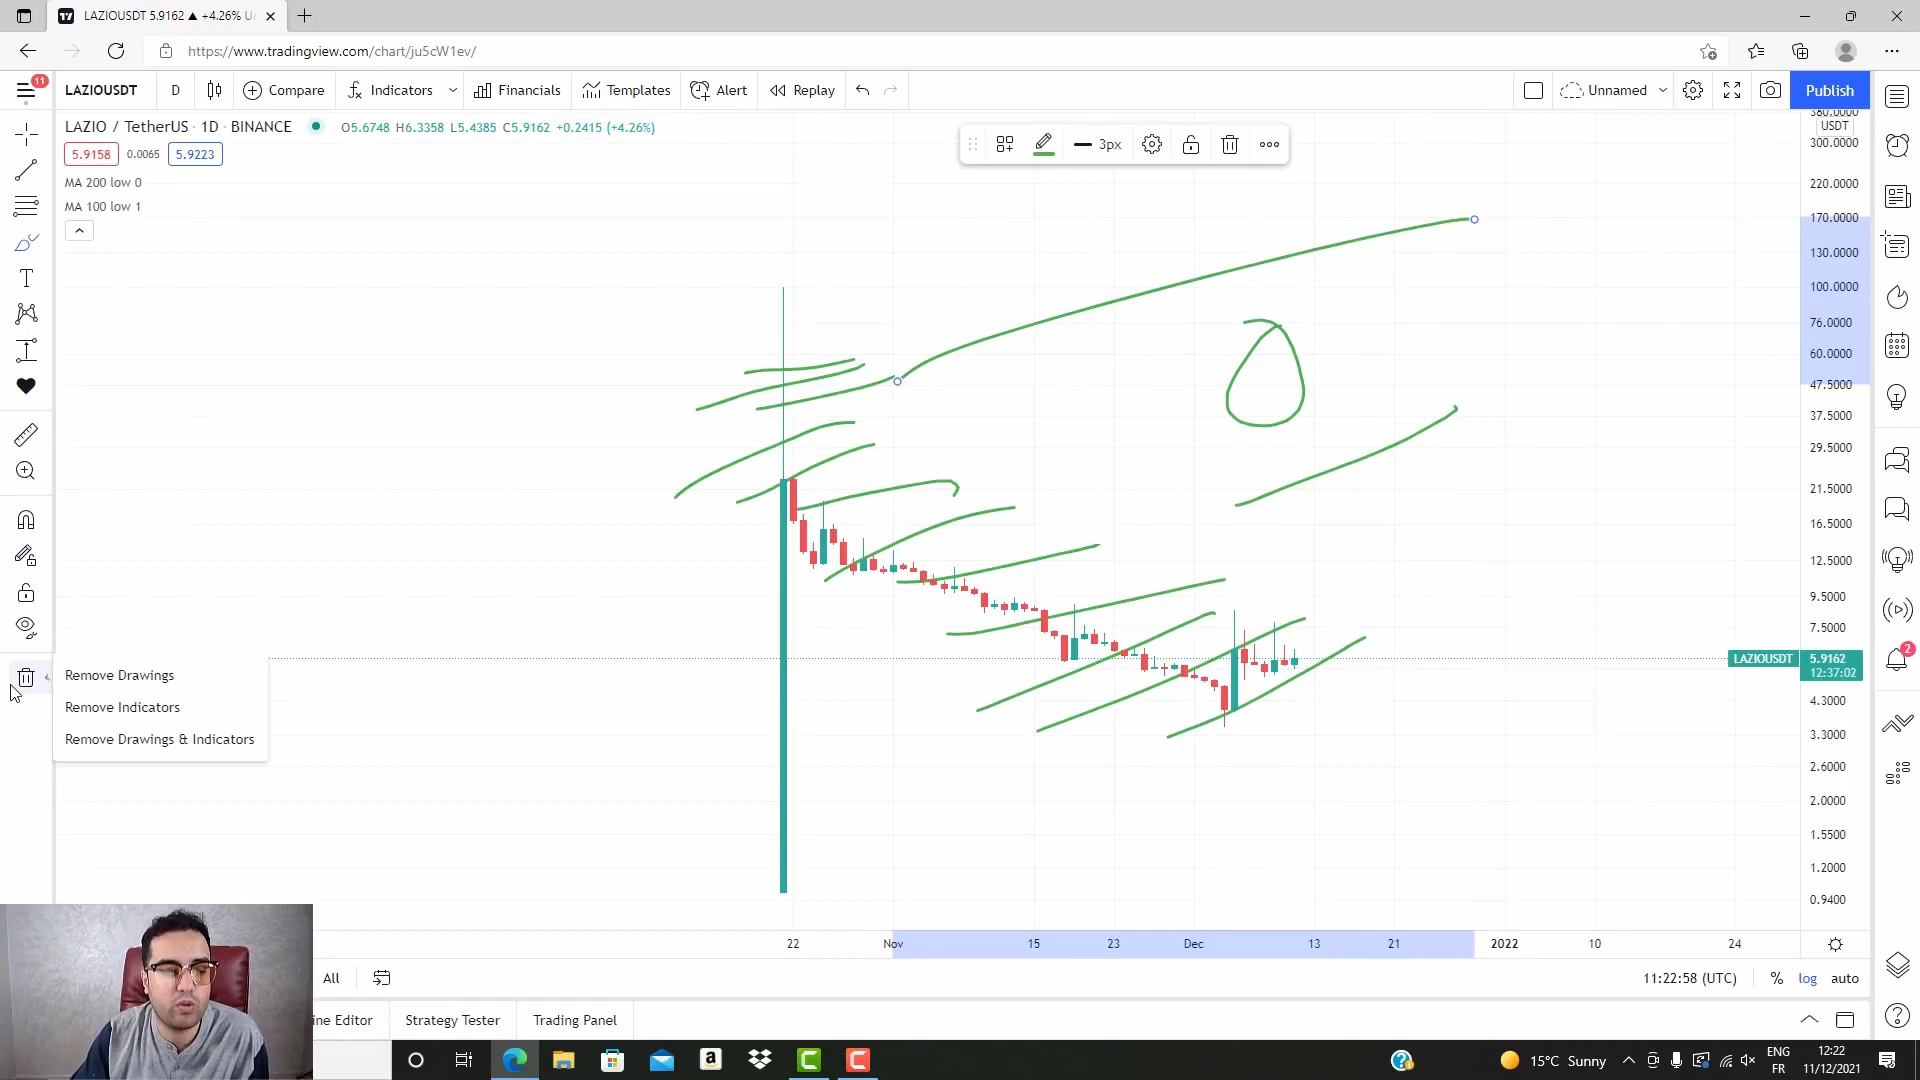 LAZIOUSDT 5.9162 ▲ +4.26% U
https://www.tradingview.com/chart/ju5cW1ev/
11
LAZIOUSDT D Compare Indicators Financials Templates Alert Replay Unnamed Publish
LAZIO / TetherUS · 1D · BINANCE O5.6748 H6.3358 L5.4385 C5.9162 +0.2415 (+4.26%)
5.9158 0.0065 5.9223
MA 200 low 0
MA 100 low 1
3px
380.0000
USDT
300.0000
220.0000
170.0000
130.0000
100.0000
76.0000
60.0000
47.5000
37.5000
29.5000
21.5000
16.5000
12.5000
9.5000
7.5000
LAZIOUSDT 5.9162
12:37:02
4.3000
3.3000
2.6000
2.0000
1.5500
1.2000
0.9400
2
Remove Drawings
Remove Indicators
Remove Drawings & Indicators
22 Nov 15 23 Dec 13 21 2022 10 24
All 11:22:58 (UTC) % log auto
ine Editor Strategy Tester Trading Panel
15°C Sunny
ENG
FR
12:22
11/12/2021